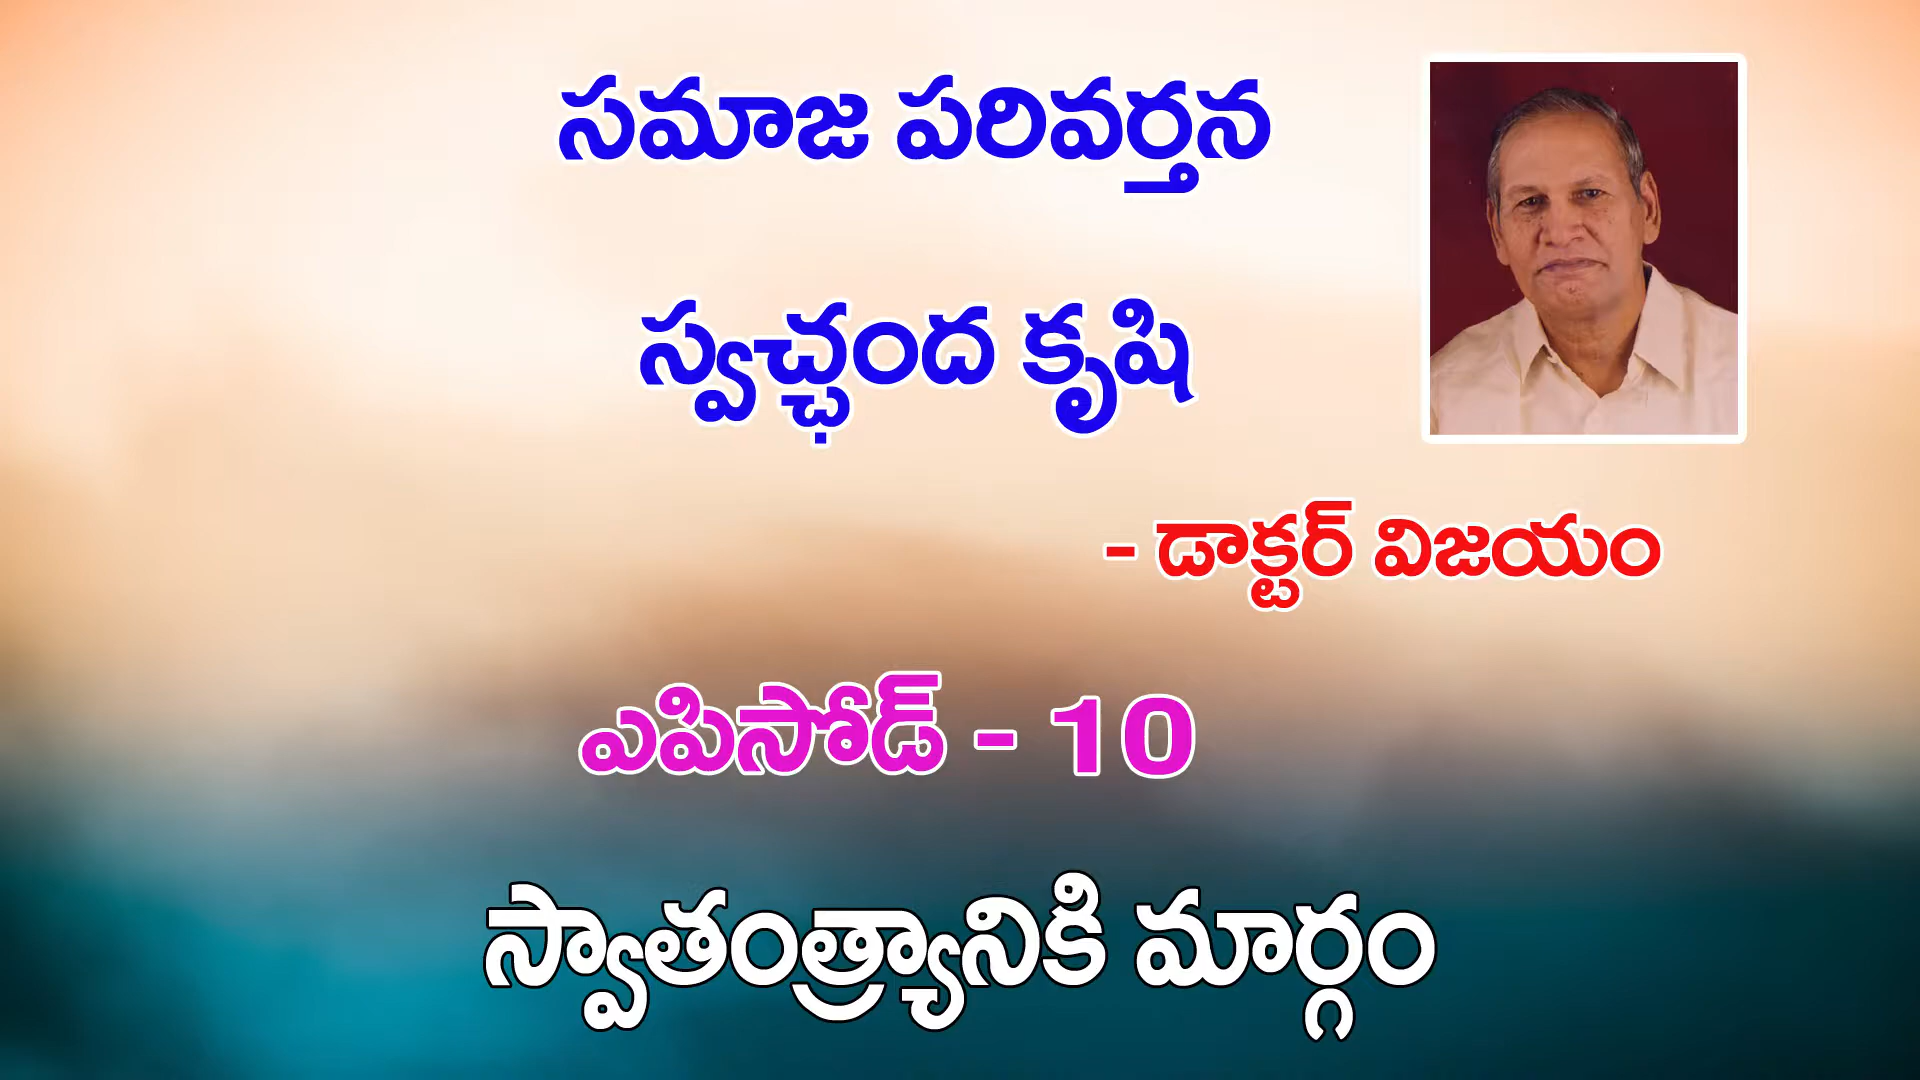 సమాజ పరివర్తన
స్వచ్ఛంద కృషి
- డాక్టర్ విజయం
ఎపిసోడ్ - 10
స్వాతంత్ర్యానికి మార్గం